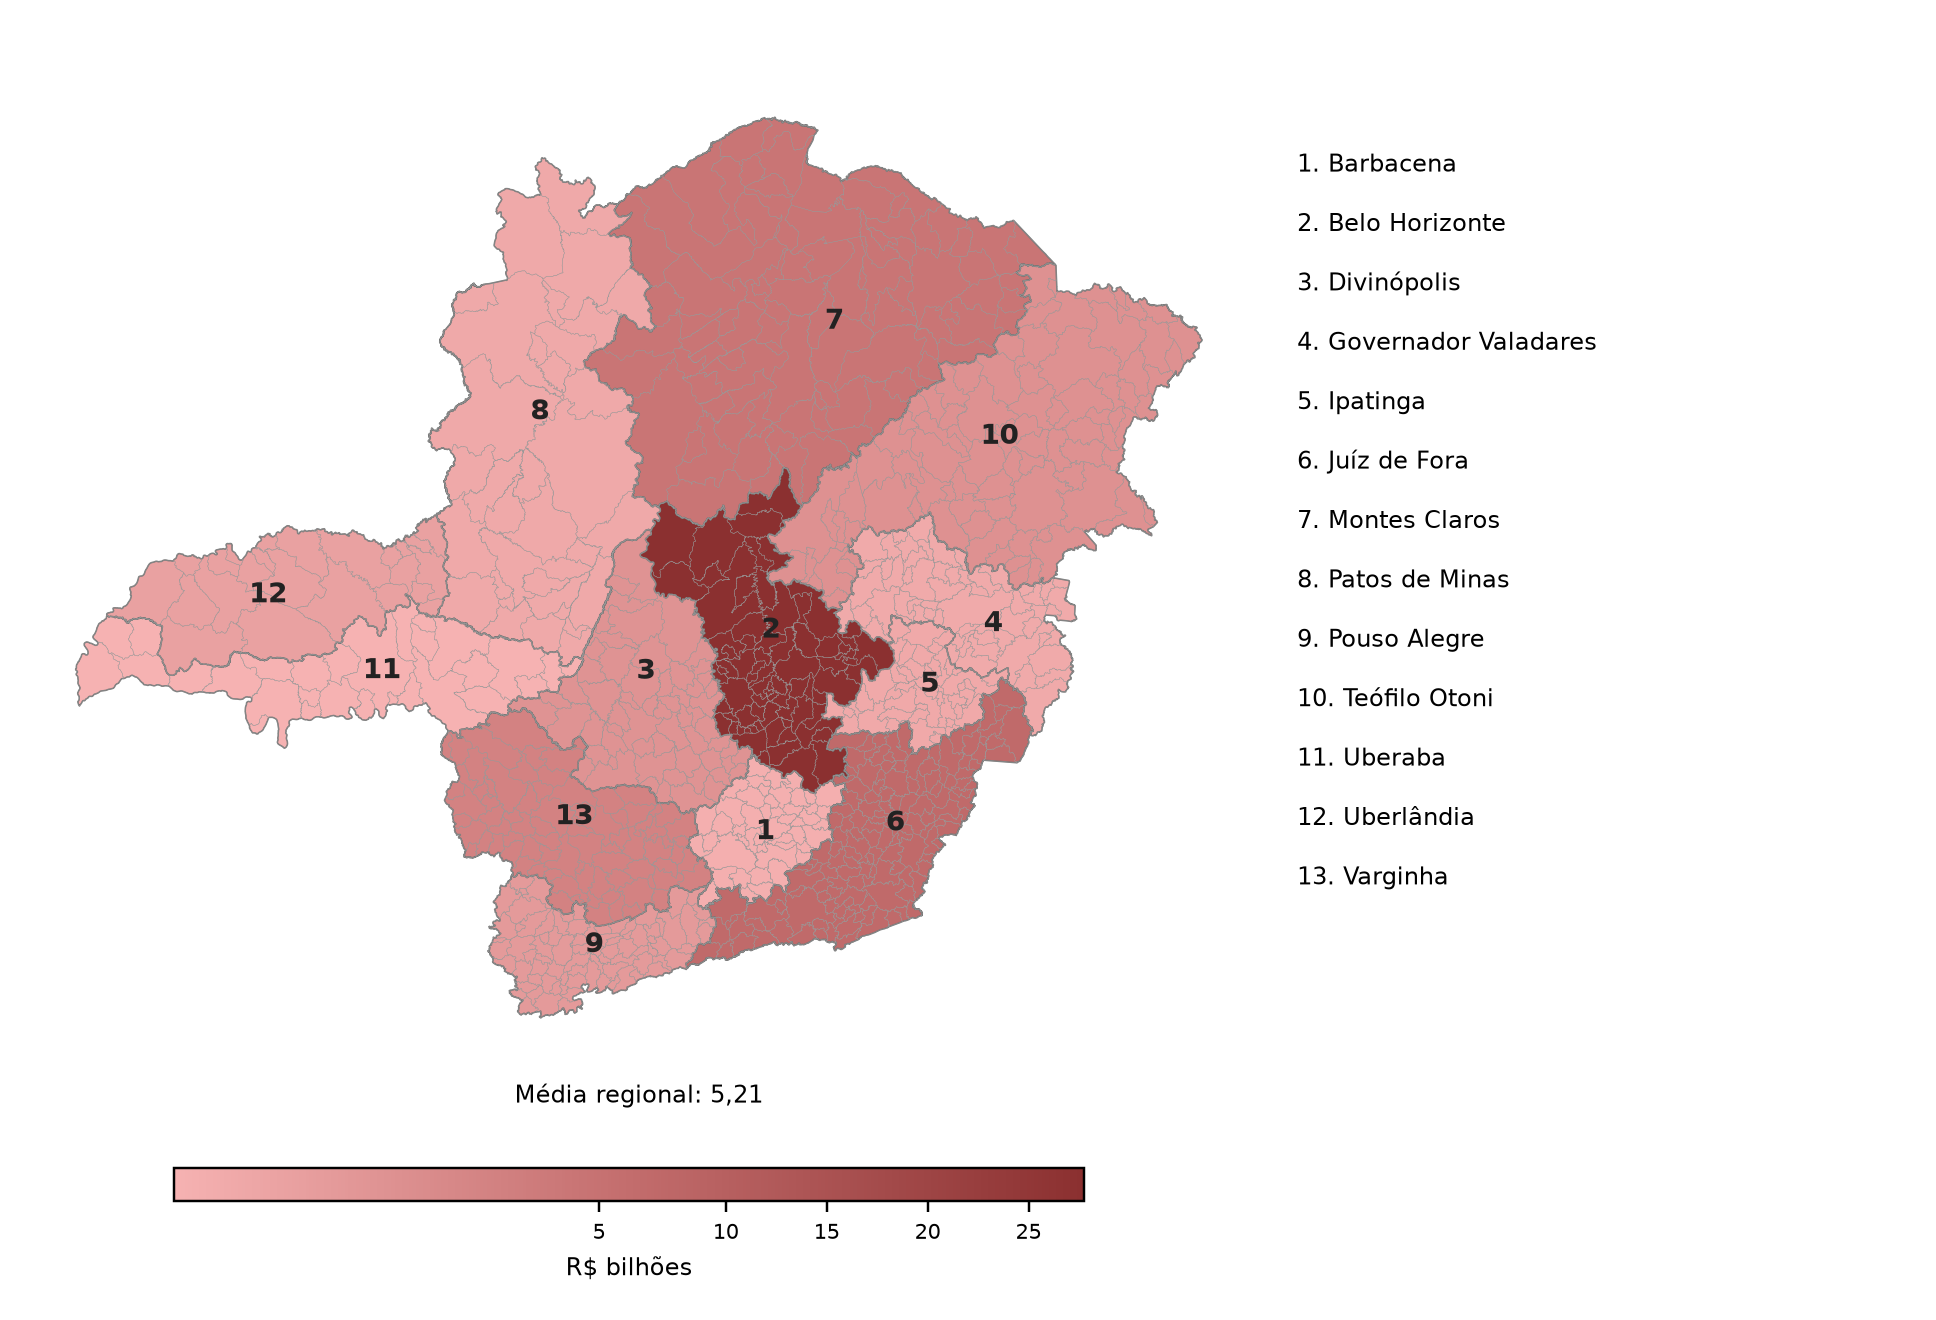 7
8
10
12
2
4
11
3
5
13
6
1
9
1. Barbacena
2. Belo Horizonte
3. Divinópolis
4. Governador Valadares
5. Ipatinga
6. Juíz de Fora
7. Montes Claros
8. Patos de Minas
9. Pouso Alegre
10. Teófilo Otoni
11. Uberaba
12. Uberlândia
13. Varginha
Média regional: 5,21
5 10 15 20 25
R$ bilhões